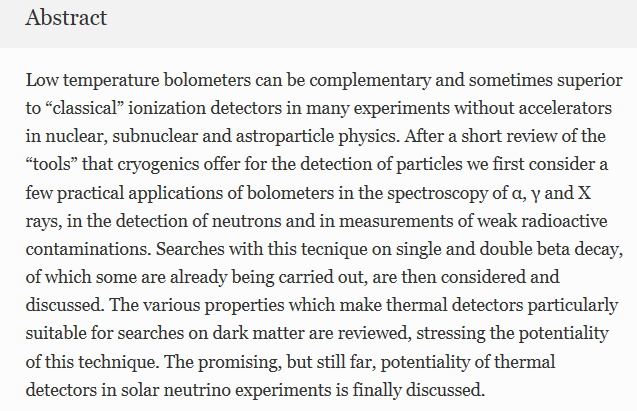 Abstract
Low temperature bolometers can be complementary and sometimes superior
to “classical” ionization detectors in many experiments without accelerators
in nuclear, subnuclear and astroparticle physics. After a short review of the
“tools” that cryogenics offer for the detection of particles we first consider a
few practical applications of bolometers in the spectroscopy of α, γ and X
rays, in the detection of neutrons and in measurements of weak radioactive
contaminations. Searches with this tecnique on single and double beta decay,
of which some are already being carried out, are then considered and
discussed. The various properties which make thermal detectors particularly
suitable for searches on dark matter are reviewed, stressing the potentiality
of this technique. The promising, but still far, potentiality of thermal
detectors in solar neutrino experiments is finally discussed.